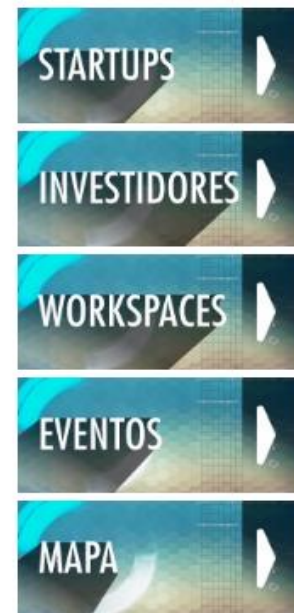 STARTUPS
INVESTIDORES
WORKSPACES
EVENTOS
MAPA